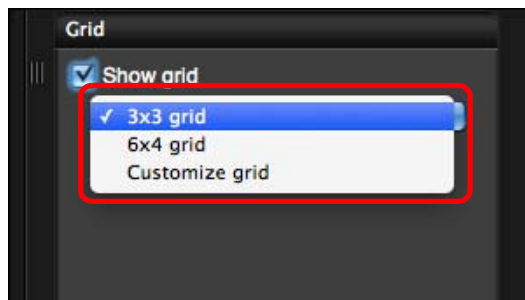 Grid
Show grid
✓ 3x3 grid
6x4 grid
Customize grid